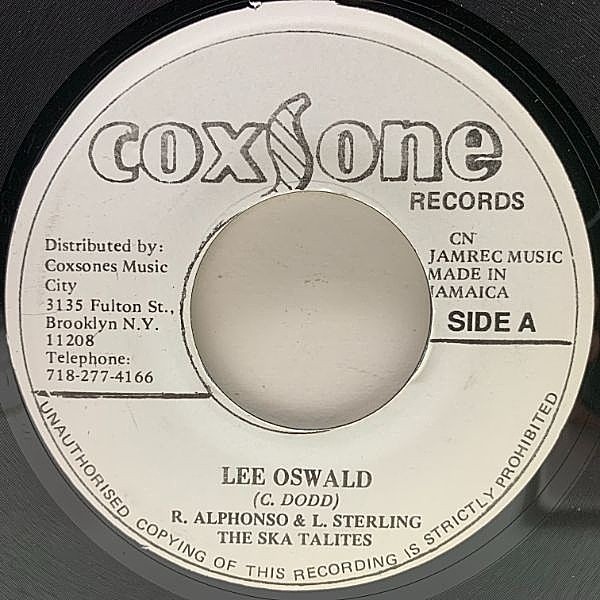 coxsone
RECORDS
Distributed by:
Coxsones Music
City
3135 Fulton St.,
Brooklyn N.Y.
11208
Telephone:
718-277-4166
CN
JAMREC MUSIC
MADE IN
JAMAICA
SIDE A
LEE OSWALD
(C. DODD)
R. ALPHONSO & L. STERLING
THE SKA TALITES
UNAUTHORISED COPYING OF THIS RECORDING IS STRICTLY PROHIBITED